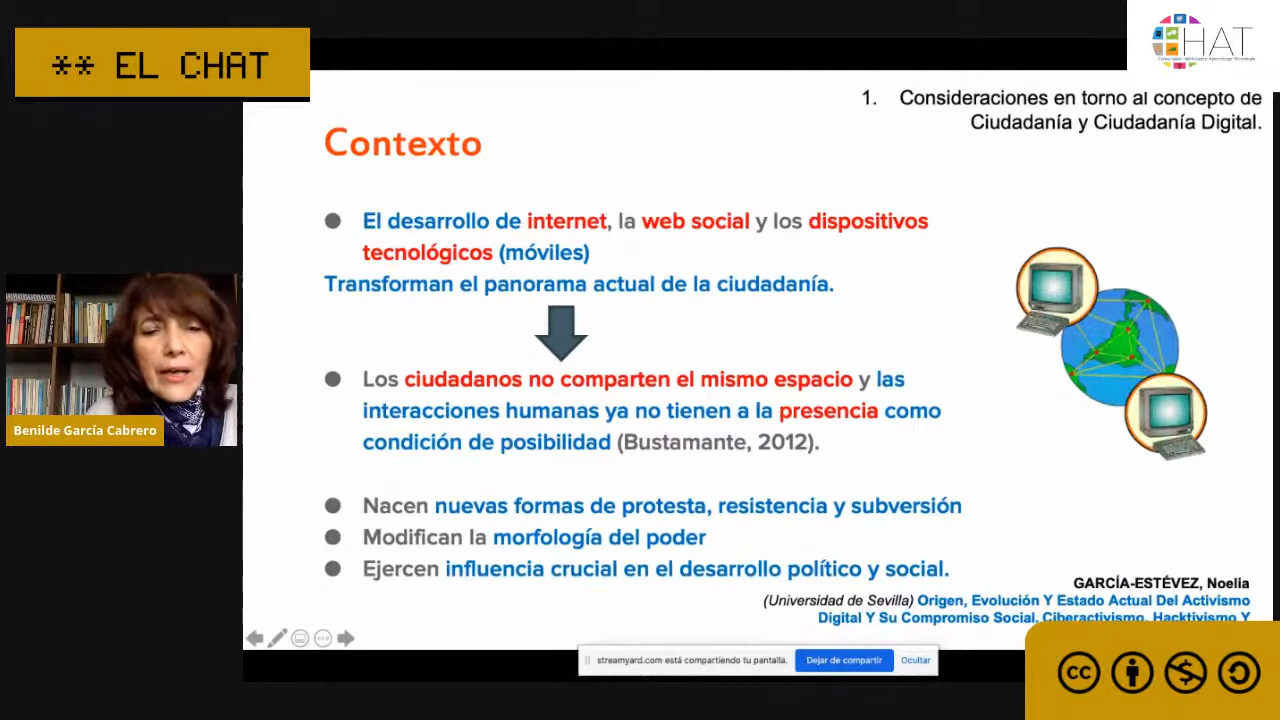 ** EL CHAT
HAT
1. Consideraciones en torno al concepto de
Ciudadanía y Ciudadanía Digital.
Contexto
● El desarrollo de internet, la web social y los dispositivos
tecnológicos (móviles)
Transforman el panorama actual de la ciudadanía.
● Los ciudadanos no comparten el mismo espacio y las
interacciones humanas ya no tienen a la presencia como
condición de posibilidad (Bustamante, 2012).
● Nacen nuevas formas de protesta, resistencia y subversión
● Modifican la morfología del poder
● Ejercen influencia crucial en el desarrollo político y social.
Benilde García Cabrero
GARCÍA-ESTÉVEZ, Noelia
(Universidad de Sevilla) Origen, Evolución Y Estado Actual Del Activismo
Digital Y Su Compromiso Social. Ciberactivismo, Hacktivismo Y
streamyard.com está compartiendo tu pantalla. Dejar de compartir Ocultar
cc